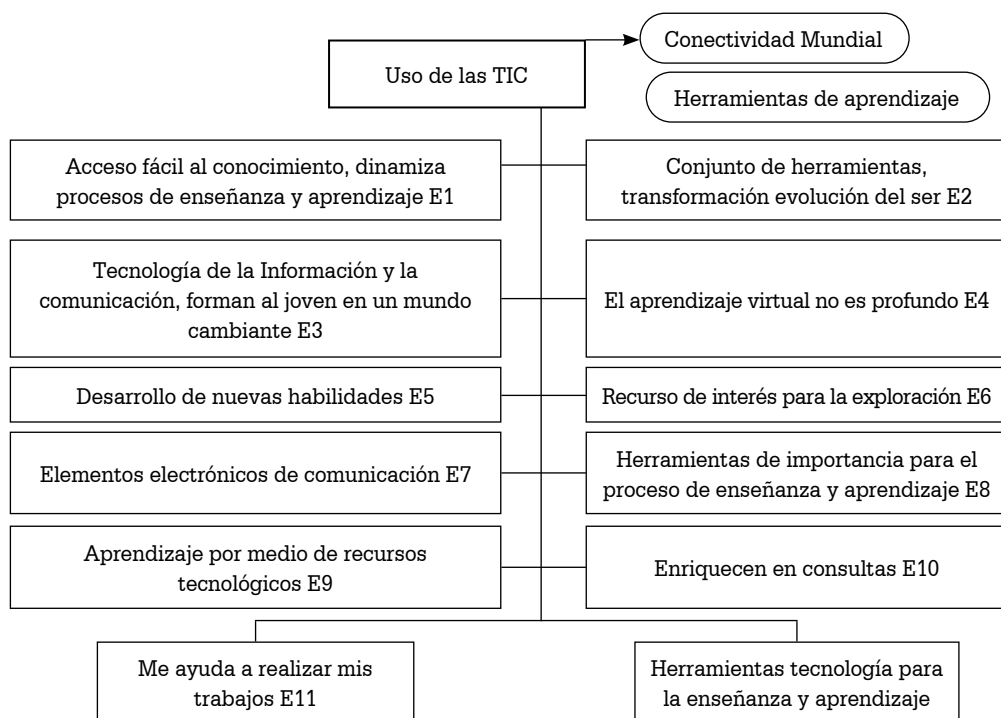 Conectividad Mundial
Uso de las TIC
Herramientas de aprendizaje
Acceso fácil al conocimiento, dinamiza
procesos de enseñanza y aprendizaje E1
Conjunto de herramientas,
transformación evolución del ser E2
Tecnología de la Información y la
comunicación, forman al joven en un mundo
cambiante E3
El aprendizaje virtual no es profundo E4
Desarrollo de nuevas habilidades E5
Recurso de interés para la exploración E6
Elementos electrónicos de comunicación E7
Herramientas de importancia para el
proceso de enseñanza y aprendizaje E8
Aprendizaje por medio de recursos
tecnológicos E9
Enriquecen en consultas E10
Me ayuda a realizar mis
trabajos E11
Herramientas tecnología para
la enseñanza y aprendizaje